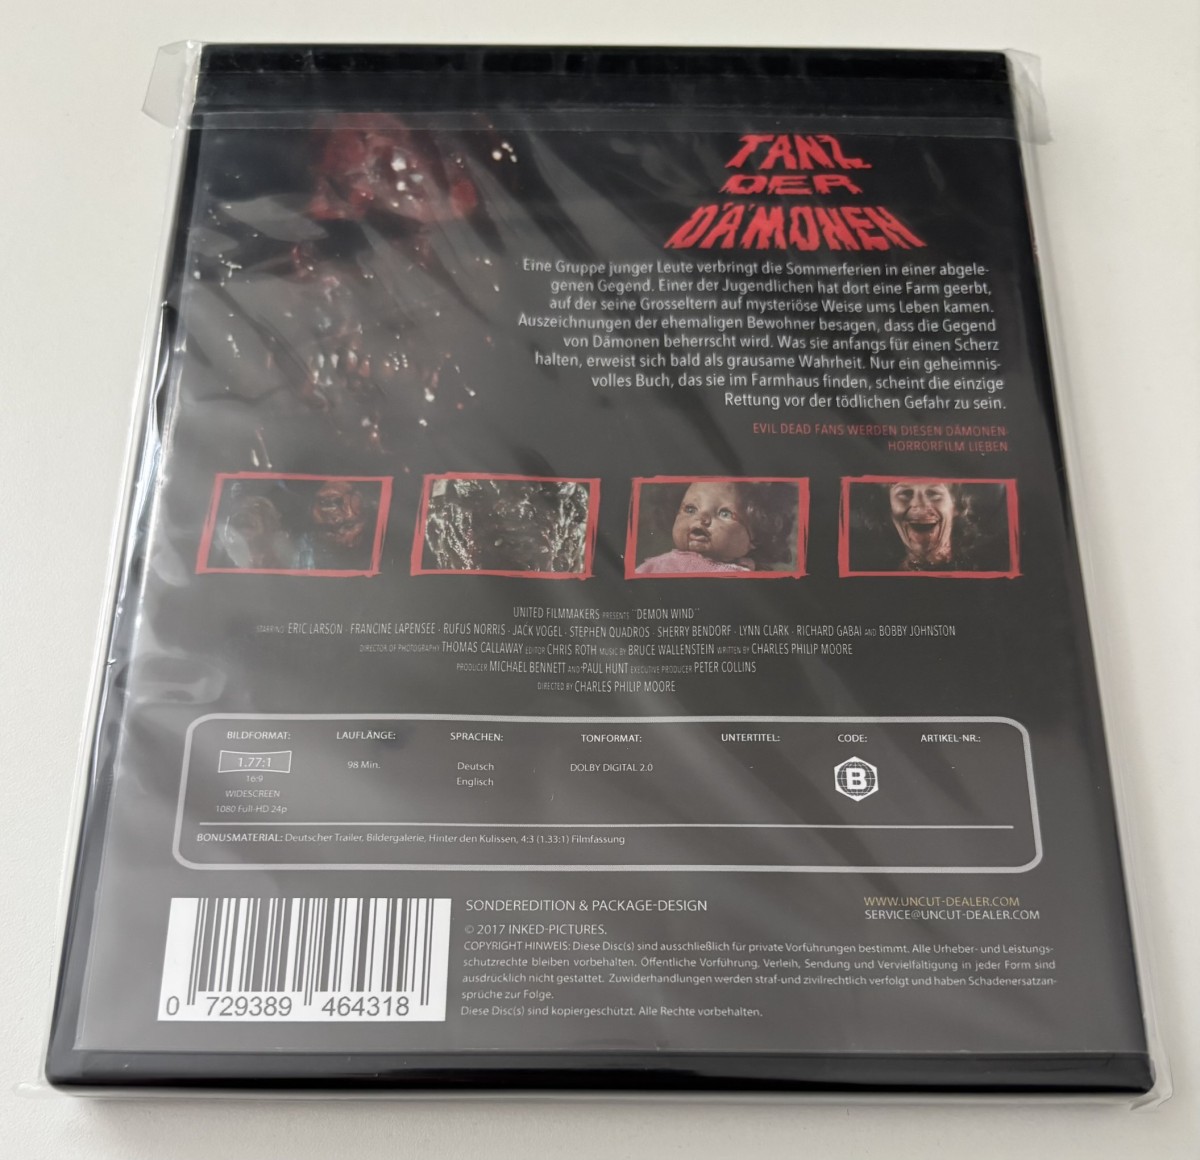 TANZ
DER
DÄMONEN
Eine Gruppe junger Leute verbringt die Sommerferien in einer abgele-
genen Gegend. Einer der Jugendlichen hat dort eine Farm geerbt,
auf der seine Grosseltern auf mysteriöse Weise ums Leben kamen.
Auszeichnungen der ehemaligen Bewohner besagen, dass die Gegend
von Dämonen beherrscht wird. Was sie anfangs für einen Scherz
halten, erweist sich bald als grausame Wahrheit. Nur ein geheimnis-
volles Buch, das sie im Farmhaus finden, scheint die einzige
Rettung vor der tödlichen Gefahr zu sein.
EVIL DEAD FANS WERDEN DIESEN DÄMONEN
HORRORFILM LIEBEN
UNITED FILMMAKERS PRESENTS "DEMON WIND"
STARRING ERIC LARSON · FRANCINE LAPENSEE · RUFUS NORRIS · JACK VOGEL · STEPHEN QUADROS · SHERRY BENDORF · LYNN CLARK · RICHARD GABAI AND BOBBY JOHNSTON
DIRECTOR OF PHOTOGRAPHY THOMAS CALLAWAY EDITOR CHRIS ROTH MUSIC BY BRUCE WALLENSTEIN WRITTEN BY CHARLES PHILIP MOORE
PRODUCER MICHAEL BENNETT AND PAUL HUNT EXECUTIVE PRODUCER PETER COLLINS
DIRECTED BY CHARLES PHILIP MOORE
BILDFORMAT: LAUFLÄNGE: SPRACHEN: TONFORMAT: UNTERTITEL: CODE: ARTIKEL-NR.:
1.77:1 98 Min. Deutsch DOLBY DIGITAL 2.0 - B -
16:9 Englisch
WIDESCREEN
1080 Full-HD 24p
BONUSMATERIAL: Deutscher Trailer, Bildergalerie, Hinter den Kulissen, 4:3 (1.33:1) Filmfassung
SONDEREDITION & PACKAGE-DESIGN
© 2017 INKED-PICTURES.
WWW.UNCUT-DEALER.COM
SERVICE@UNCUT-DEALER.COM
COPYRIGHT HINWEIS: Diese Disc(s) sind ausschließlich für private Vorführungen bestimmt. Alle Urheber- und Leistungs-
schutzrechte bleiben vorbehalten. Öffentliche Vorführung, Verleih, Sendung und Vervielfältigung in jeder Form sind
ausdrücklich nicht gestattet. Zuwiderhandlungen werden straf-und zivilrechtlich verfolgt und haben Schadenersatzan-
sprüche zur Folge.
Diese Disc(s) sind kopiergeschützt. Alle Rechte vorbehalten.
0 729389 464318